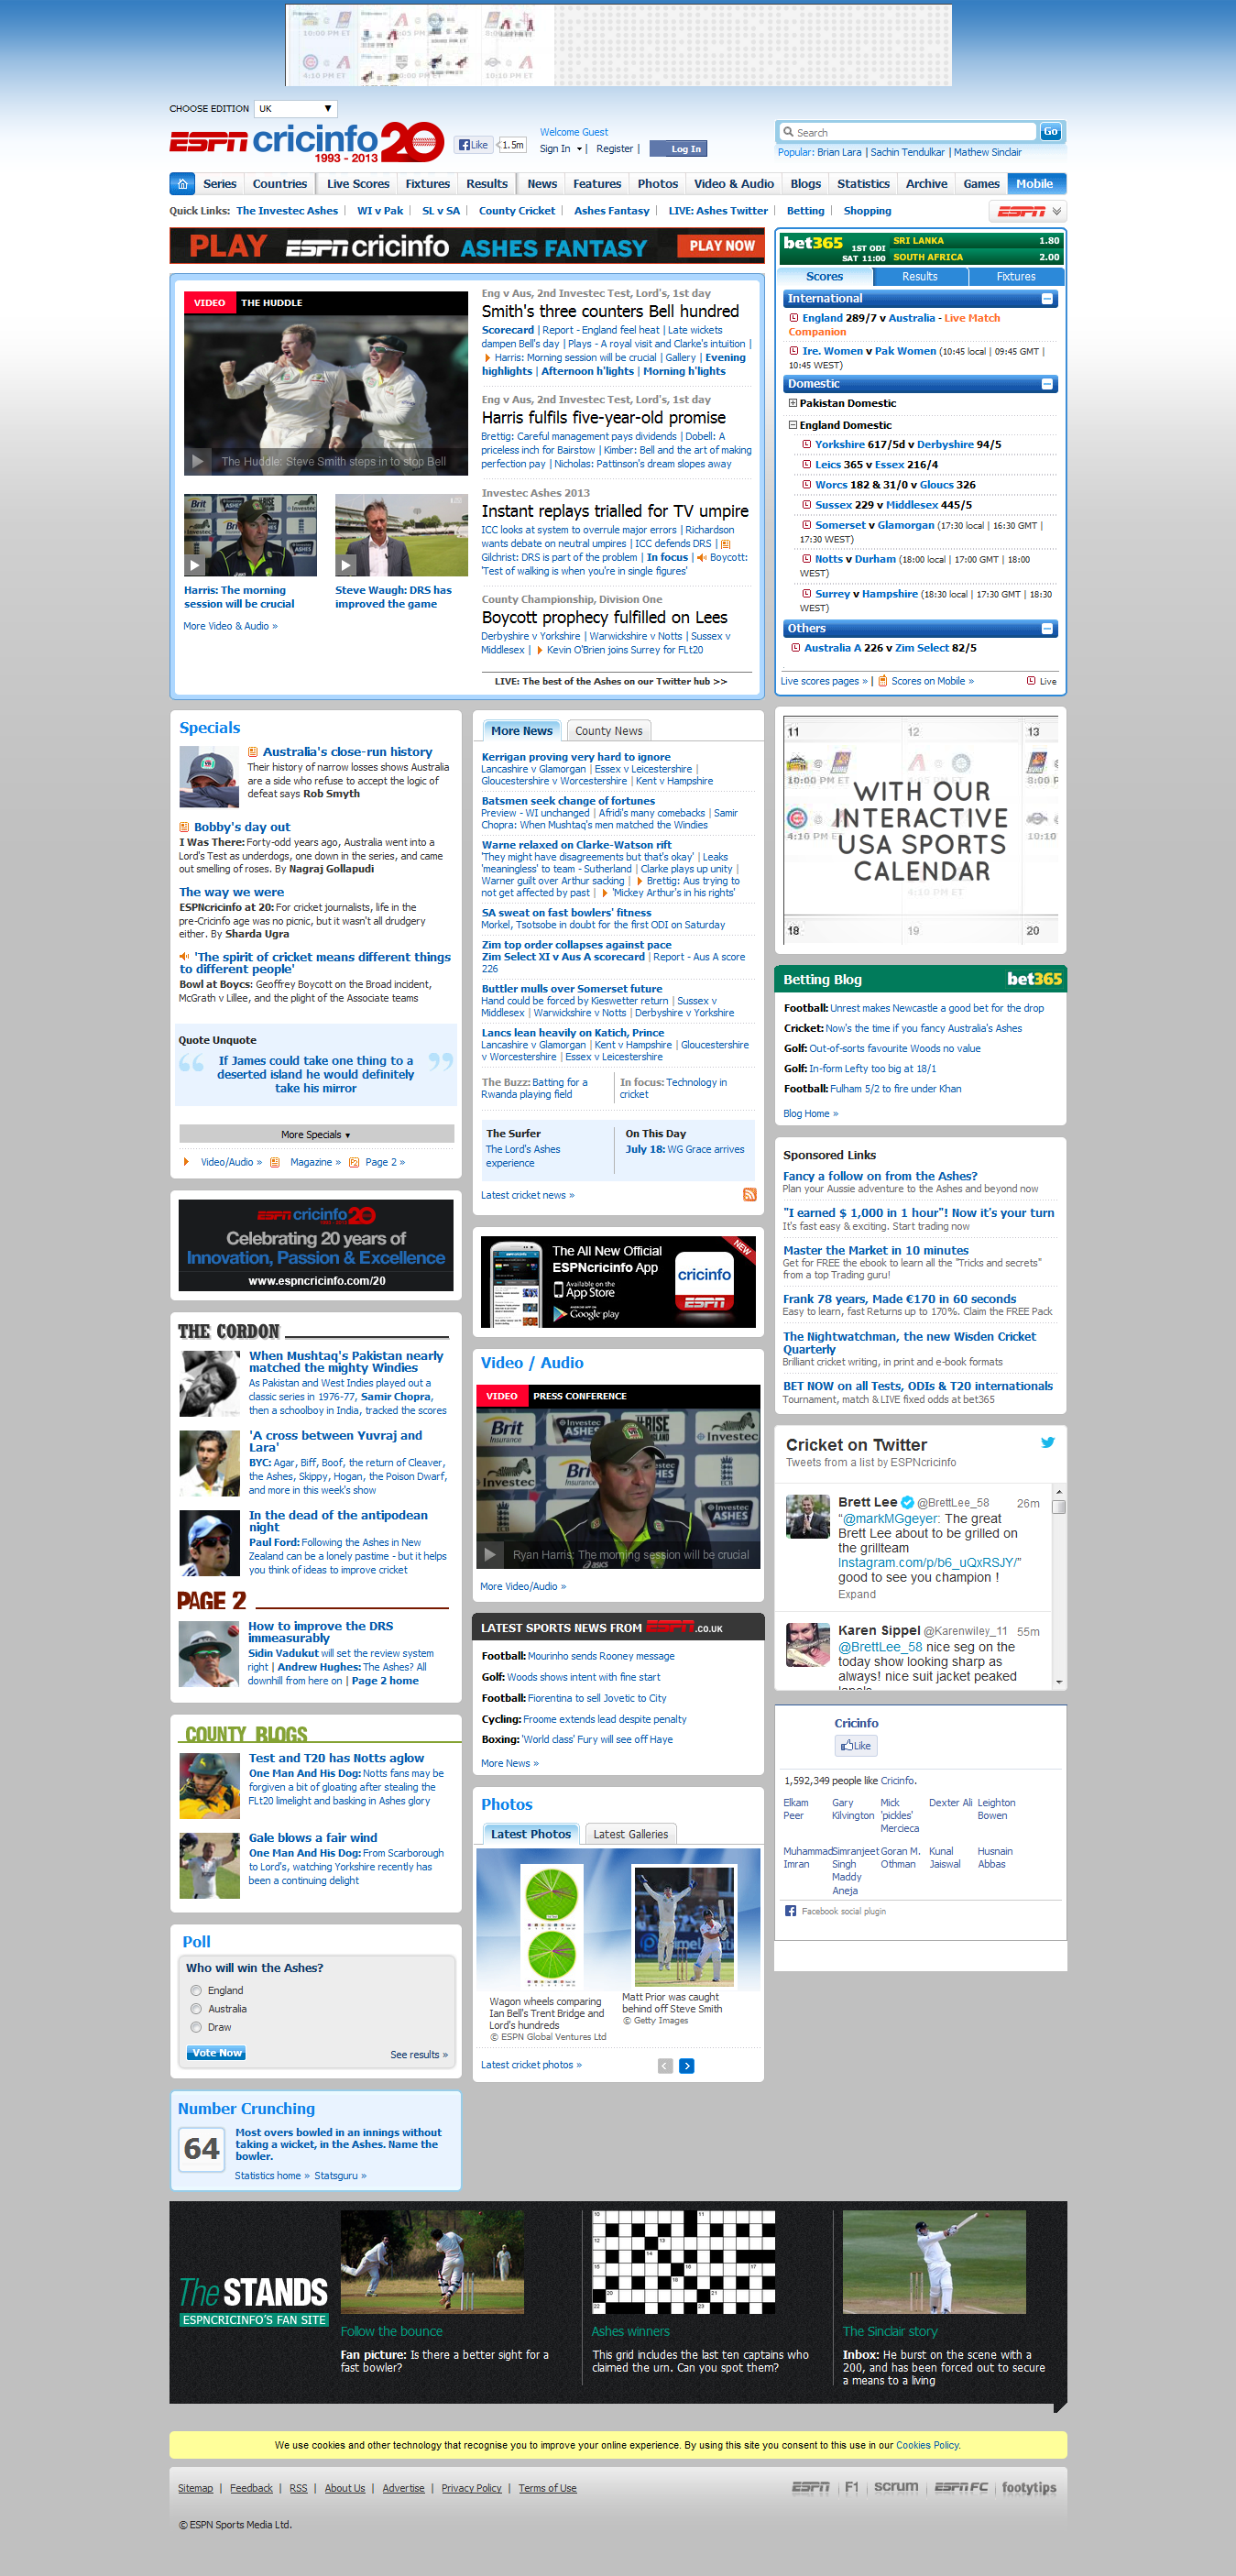 CHOOSE EDITION UK
ESPN cricinfo 20
1993 - 2013
Like 1.5m
Welcome Guest
Sign In | Register | Log In
Search Go
Popular: Brian Lara | Sachin Tendulkar | Mathew Sinclair
Series Countries Live Scores Fixtures Results News Features Photos Video & Audio Blogs Statistics Archive Games Mobile
Quick Links: The Investec Ashes | WI v Pak | SL v SA | County Cricket | Ashes Fantasy | LIVE: Ashes Twitter | Betting | Shopping
ESPN
PLAY ESPN cricinfo ASHES FANTASY PLAY NOW
VIDEO THE HUDDLE
The Huddle: Steve Smith steps in to stop Bell
Harris: The morning
session will be crucial
Steve Waugh: DRS has
improved the game
More Video & Audio »
Eng v Aus, 2nd Investec Test, Lord's, 1st day
Smith's three counters Bell hundred
Scorecard | Report - England feel heat | Late wickets
dampen Bell's day | Plays - A royal visit and Clarke's intuition |
Harris: Morning session will be crucial | Gallery | Evening
highlights | Afternoon h'lights | Morning h'lights
Eng v Aus, 2nd Investec Test, Lord's, 1st day
Harris fulfils five-year-old promise
Brettig: Careful management pays dividends | Dobell: A
priceless inch for Bairstow | Kimber: Bell and the art of making
perfection pay | Nicholas: Pattinson's dream slopes away
Investec Ashes 2013
Instant replays trialled for TV umpire
ICC looks at system to overrule major errors | Richardson
wants debate on neutral umpires | ICC defends DRS |
Gilchrist: DRS is part of the problem | In focus | Boycott:
'Test of walking is when you're in single figures'
County Championship, Division One
Boycott prophecy fulfilled on Lees
Derbyshire v Yorkshire | Warwickshire v Notts | Sussex v
Middlesex | Kevin O'Brien joins Surrey for FLt20
LIVE: The best of the Ashes on our Twitter hub >>
bet365 1ST ODI SAT 11:00
SRI LANKA 1.80
SOUTH AFRICA 2.00
Scores Results Fixtures
International
England 289/7 v Australia - Live Match
Companion
Ire. Women v Pak Women (10:45 local | 09:45 GMT |
10:45 WEST)
Domestic
Pakistan Domestic
England Domestic
Yorkshire 617/5d v Derbyshire 94/5
Leics 365 v Essex 216/4
Worcs 182 & 31/0 v Gloucs 326
Sussex 229 v Middlesex 445/5
Somerset v Glamorgan (17:30 local | 16:30 GMT |
17:30 WEST)
Notts v Durham (18:00 local | 17:00 GMT | 18:00
WEST)
Surrey v Hampshire (18:30 local | 17:30 GMT | 18:30
WEST)
Others
Australia A 226 v Zim Select 82/5
Live scores pages » | Scores on Mobile » Live
Specials
Australia's close-run history
Their history of narrow losses shows Australia
are a side who refuse to accept the logic of
defeat says Rob Smyth
Bobby's day out
I Was There: Forty-odd years ago, Australia went into a
Lord's Test as underdogs, one down in the series, and came
out smelling of roses. By Nagraj Gollapudi
The way we were
ESPNcricinfo at 20: For cricket journalists, life in the
pre-Cricinfo age was no picnic, but it wasn't all drudgery
either. By Sharda Ugra
'The spirit of cricket means different things
to different people'
Bowl at Boycs: Geoffrey Boycott on the Broad incident,
McGrath v Lillee, and the plight of the Associate teams
Quote Unquote
If James could take one thing to a
deserted island he would definitely
take his mirror
More Specials ▼
Video/Audio » Magazine » Page 2 »
ESPN cricinfo 20
Celebrating 20 years of
Innovation, Passion & Excellence
www.espncricinfo.com/20
THE CORDON
When Mushtaq's Pakistan nearly
matched the mighty Windies
As Pakistan and West Indies played out a
classic series in 1976-77, Samir Chopra,
then a schoolboy in India, tracked the scores
'A cross between Yuvraj and
Lara'
BYC: Agar, Biff, Boof, the return of Cleaver,
the Ashes, Skippy, Hogan, the Poison Dwarf,
and more in this week's show
In the dead of the antipodean
night
Paul Ford: Following the Ashes in New
Zealand can be a lonely pastime - but it helps
you think of ideas to improve cricket
PAGE 2
How to improve the DRS
immeasurably
Sidin Vadukut will set the review system
right | Andrew Hughes: The Ashes? All
downhill from here on | Page 2 home
COUNTY BLOGS
Test and T20 has Notts aglow
One Man And His Dog: Notts fans may be
forgiven a bit of gloating after stealing the
FLt20 limelight and basking in Ashes glory
Gale blows a fair wind
One Man And His Dog: From Scarborough
to Lord's, watching Yorkshire recently has
been a continuing delight
Poll
Who will win the Ashes?
England
Australia
Draw
Vote Now See results »
Number Crunching
64
Most overs bowled in an innings without
taking a wicket, in the Ashes. Name the
bowler.
Statistics home » Statsguru »
More News County News
Kerrigan proving very hard to ignore
Lancashire v Glamorgan | Essex v Leicestershire |
Gloucestershire v Worcestershire | Kent v Hampshire
Batsmen seek change of fortunes
Preview - WI unchanged | Afridi's many comebacks | Samir
Chopra: When Mushtaq's men matched the Windies
Warne relaxed on Clarke-Watson rift
'They might have disagreements but that's okay' | Leaks
'meaningless' to team - Sutherland | Clarke plays up unity |
Warner guilt over Arthur sacking | Brettig: Aus trying to
not get affected by past | 'Mickey Arthur's in his rights'
SA sweat on fast bowlers' fitness
Morkel, Tsotsobe in doubt for the first ODI on Saturday
Zim top order collapses against pace
Zim Select XI v Aus A scorecard | Report - Aus A score
226
Buttler mulls over Somerset future
Hand could be forced by Kieswetter return | Sussex v
Middlesex | Warwickshire v Notts | Derbyshire v Yorkshire
Lancs lean heavily on Katich, Prince
Lancashire v Glamorgan | Kent v Hampshire | Gloucestershire
v Worcestershire | Essex v Leicestershire
The Buzz: Batting for a
Rwanda playing field
In focus: Technology in
cricket
The Surfer
The Lord's Ashes
experience
On This Day
July 18: WG Grace arrives
Latest cricket news »
The All New Official
ESPNcricinfo App
Available on the
App Store
ANDROID APP ON
Google play
cricinfo
ESPN
NEW
Video / Audio
VIDEO PRESS CONFERENCE
Brit Insurance
Investec
Ryan Harris: The morning session will be crucial
More Video/Audio »
LATEST SPORTS NEWS FROM ESPN.CO.UK
Football: Mourinho sends Rooney message
Golf: Woods shows intent with fine start
Football: Fiorentina to sell Jovetic to City
Cycling: Froome extends lead despite penalty
Boxing: 'World class' Fury will see off Haye
More News »
Photos
Latest Photos Latest Galleries
Wagon wheels comparing
Ian Bell's Trent Bridge and
Lord's hundreds
© ESPN Global Ventures Ltd
Matt Prior was caught
behind off Steve Smith
© Getty Images
Latest cricket photos »
11 12 13
10:00 PM ET
4:10 PM ET
WITH OUR
INTERACTIVE
USA SPORTS
CALENDAR
18 19 20
Betting Blog bet365
Football: Unrest makes Newcastle a good bet for the drop
Cricket: Now's the time if you fancy Australia's Ashes
Golf: Out-of-sorts favourite Woods no value
Golf: In-form Lefty too big at 18/1
Football: Fulham 5/2 to fire under Khan
Blog Home »
Sponsored Links
Fancy a follow on from the Ashes?
Plan your Aussie adventure to the Ashes and beyond now
"I earned $ 1,000 in 1 hour"! Now it's your turn
It's fast easy & exciting. Start trading now
Master the Market in 10 minutes
Get for FREE the ebook to learn all the "Tricks and secrets"
from a top Trading guru!
Frank 78 years, Made €170 in 60 seconds
Easy to learn, fast Returns up to 170%. Claim the FREE Pack
The Nightwatchman, the new Wisden Cricket
Quarterly
Brilliant cricket writing, in print and e-book formats
BET NOW on all Tests, ODIs & T20 internationals
Tournament, match & LIVE fixed odds at bet365
Cricket on Twitter
Tweets from a list by ESPNcricinfo
Brett Lee @BrettLee_58 26m
"@markMGgeyer: The great
Brett Lee about to be grilled on
the grillteam
Instagram.com/p/b6_uQxRSJY/"
good to see you champion !
Expand
Karen Sippel @Karenwiley_11 55m
@BrettLee_58 nice seg on the
today show looking sharp as
always! nice suit jacket peaked
Cricinfo
Like
1,592,349 people like Cricinfo.
Elkam Peer
Gary Kilvington
Mick 'pickles' Mercieca
Dexter Ali
Leighton Bowen
Muhammad Imran
Simranjeet Singh Maddy Aneja
Goran M. Othman
Kunal Jaiswal
Husnain Abbas
Facebook social plugin
The STANDS
ESPNCRICINFO'S FAN SITE
Follow the bounce
Fan picture: Is there a better sight for a
fast bowler?
Ashes winners
This grid includes the last ten captains who
claimed the urn. Can you spot them?
The Sinclair story
Inbox: He burst on the scene with a
200, and has been forced out to secure
a means to a living
We use cookies and other technology that recognise you to improve your online experience. By using this site you consent to this use in our Cookies Policy.
Sitemap | Feedback | RSS | About Us | Advertise | Privacy Policy | Terms of Use
ESPN F1 scrum ESPN FC footytips
© ESPN Sports Media Ltd.